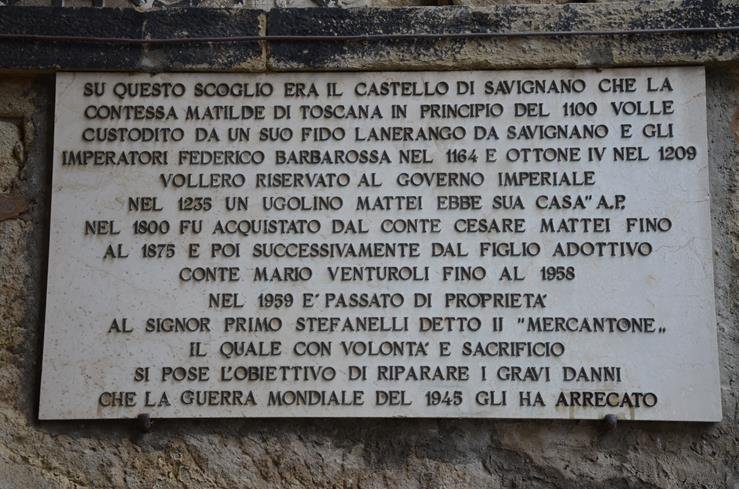 SU QUESTO SCOGLIO ERA IL CASTELLO DI SAVIGNANO CHE LA
CONTESSA MATILDE DI TOSCANA IN PRINCIPIO DEL 1100 VOLLE
CUSTODITO DA UN SUO FIDO LANERANGO DA SAVIGNANO E GLI
IMPERATORI FEDERICO BARBAROSSA NEL 1164 E OTTONE IV NEL 1209
VOLLERO RISERVATO AL GOVERNO IMPERIALE
NEL 1235 UN UGOLINO MATTEI EBBE SUA CASA" A.P.
NEL 1800 FU ACQUISTATO DAL CONTE CESARE MATTEI FINO
AL 1875 E POI SUCCESSIVAMENTE DAL FIGLIO ADOTTIVO
CONTE MARIO VENTUROLI FINO AL 1958
NEL 1959 E' PASSATO DI PROPRIETA'
AL SIGNOR PRIMO STEFANELLI DETTO II "MERCANTONE„
IL QUALE CON VOLONTA' E SACRIFICIO
SI POSE L'OBIETTIVO DI RIPARARE I GRAVI DANNI
CHE LA GUERRA MONDIALE DEL 1945 GLI HA ARRECATO